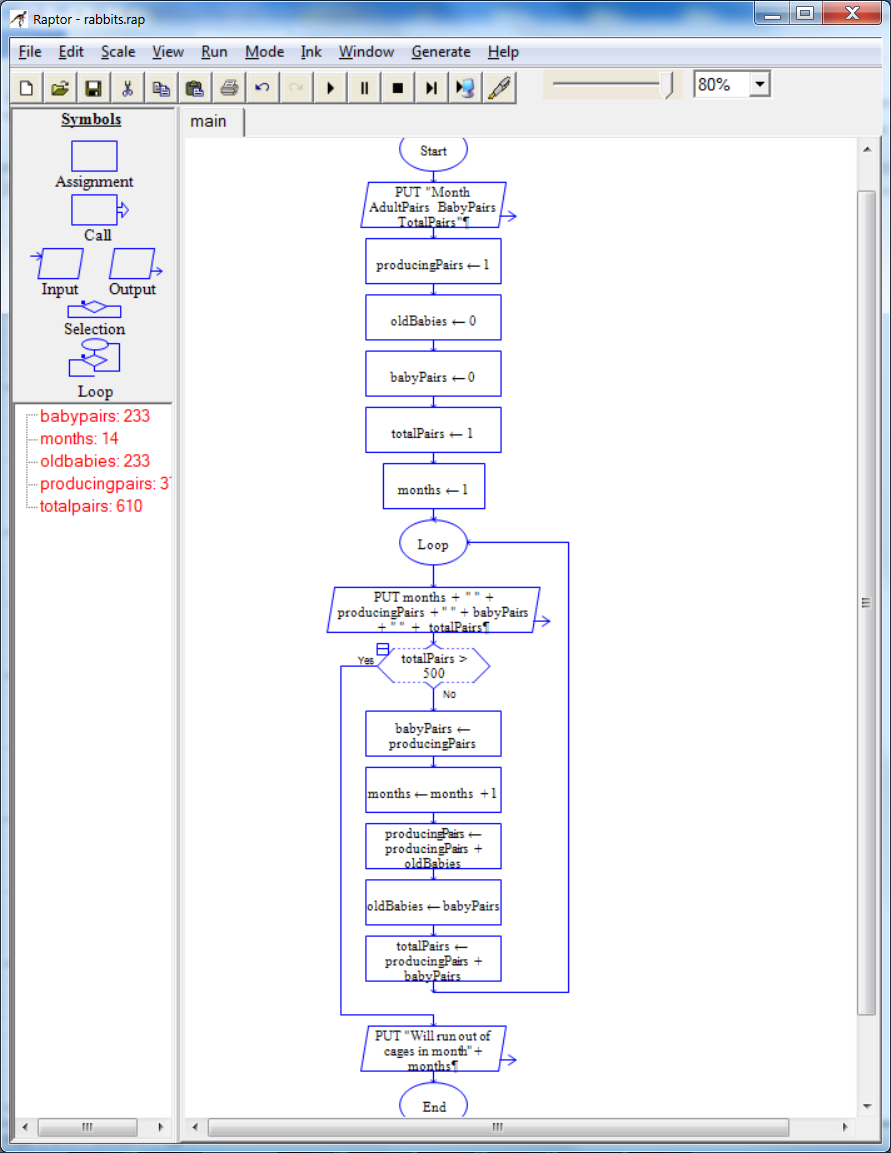 Raptor - rabbits.rap
File Edit Scale View Run Mode Ink Window Generate Help
80%
Symbols
Assignment
Call
Input Output
Selection
Loop
babypairs: 233
months: 14
oldbabies: 233
producingpairs: 37
totalpairs: 610
main
Start
PUT "Month
AdultPairs BabyPairs
TotalPairs"¶
producingPairs ← 1
oldBabies ← 0
babyPairs ← 0
totalPairs ← 1
months ← 1
Loop
PUT months + " " +
producingPairs + " " + babyPairs
+ " " + totalPairs¶
Yes
totalPairs >
500
No
babyPairs ←
producingPairs
months ← months + 1
producingPairs ←
producingPairs +
oldBabies
oldBabies ← babyPairs
totalPairs ←
producingPairs +
babyPairs
PUT "Will run out of
cages in month" +
months¶
End